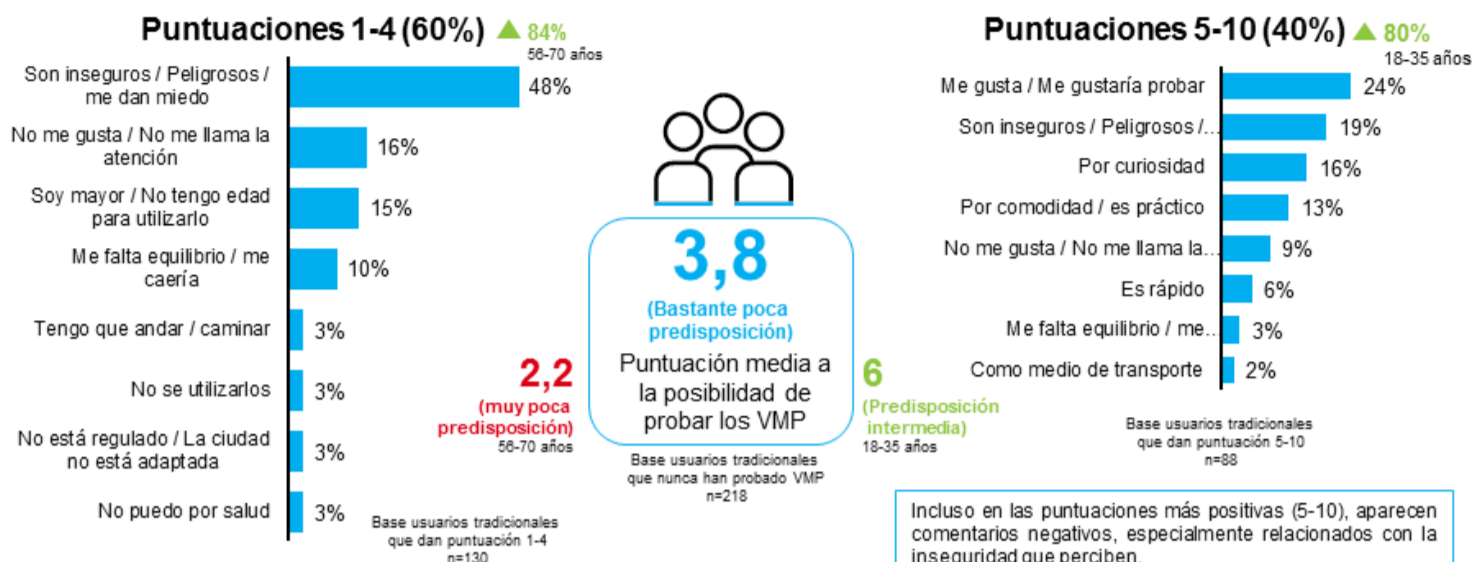 Puntuaciones 1-4 (60%) ▲ 84%
56-70 años
Son inseguros / Peligrosos /
me dan miedo
48%
No me gusta / No me llama la
atención
16%
Soy mayor / No tengo edad
para utilizarlo
15%
Me falta equilibrio / me
caería
10%
Tengo que andar / caminar
3%
No se utilizarlos
3%
No está regulado / La ciudad
no está adaptada
3%
No puedo por salud
3%
Base usuarios tradicionales
que dan puntuación 1-4
n=130
2,2
(muy poca
predisposición)
56-70 años
3,8
(Bastante poca
predisposición)
Puntuación media a
la posibilidad de
probar los VMP
Base usuarios tradicionales
que nunca han probado VMP
n=218
6
(Predisposición
intermedia)
18-35 años
Puntuaciones 5-10 (40%) ▲ 80%
18-35 años
Me gusta / Me gustaría probar
24%
Son inseguros / Peligrosos /...
19%
Por curiosidad
16%
Por comodidad / es práctico
13%
No me gusta / No me llama la...
9%
Es rápido
6%
Me falta equilibrio / me...
3%
Como medio de transporte
2%
Base usuarios tradicionales
que dan puntuación 5-10
n=88
Incluso en las puntuaciones más positivas (5-10), aparecen
comentarios negativos, especialmente relacionados con la
inseguridad que perciben.